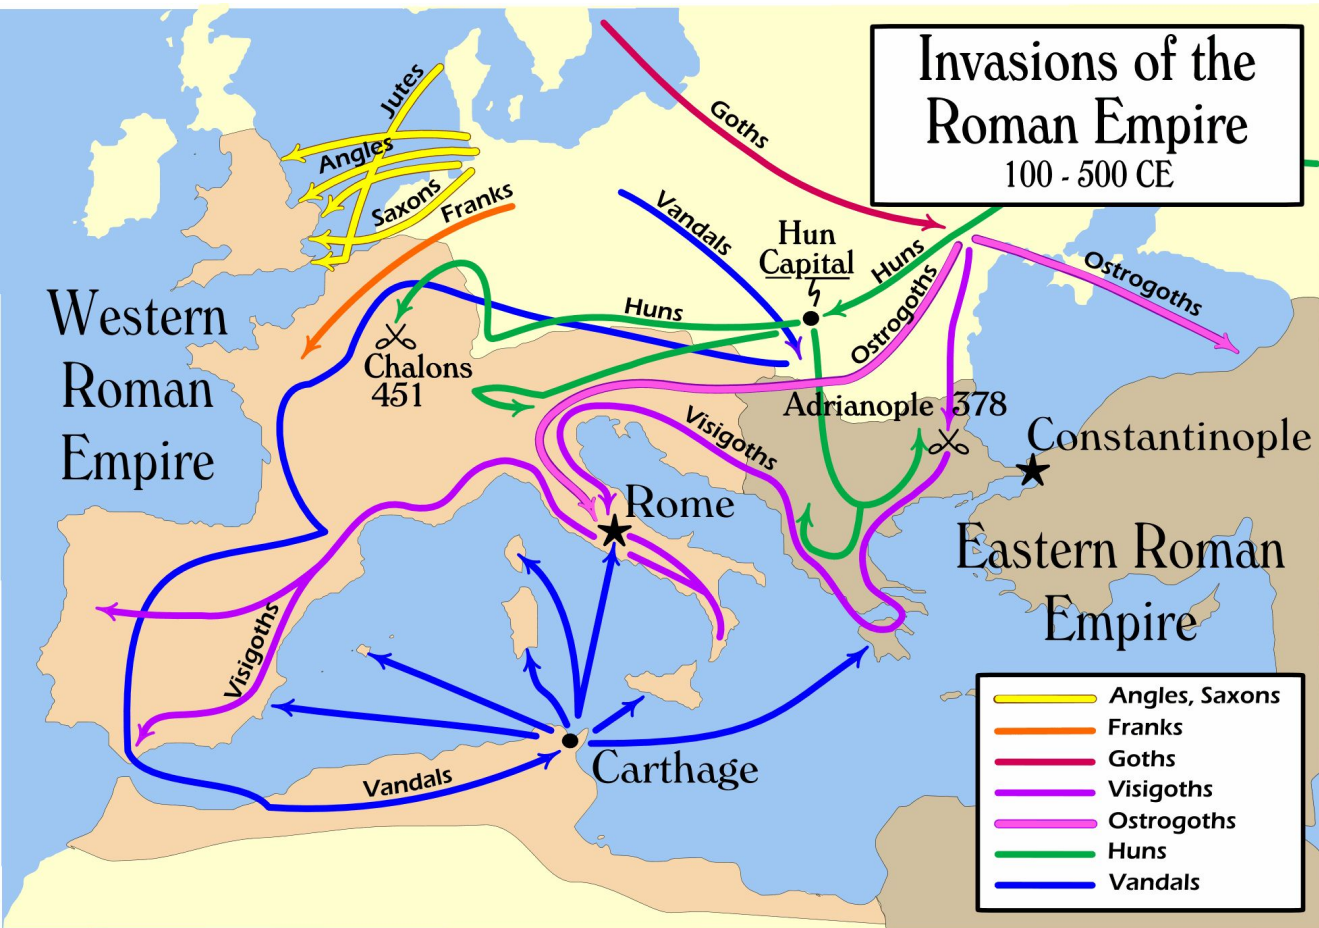 Invasions of the
Roman Empire
100 - 500 CE
Jutes
Angles
Saxons
Franks
Goths
Vandals
Hun
Capital
Huns
Ostrogoths
Ostrogoths
Huns
Western
Roman
Empire
Chalons
451
Adrianople 378
Constantinople
Visigoths
Rome
Eastern Roman
Empire
Visigoths
Carthage
Vandals
Angles, Saxons
Franks
Goths
Visigoths
Ostrogoths
Huns
Vandals